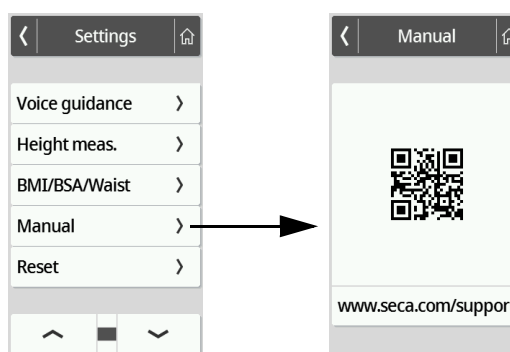 Settings
Voice guidance
Height meas.
BMI/BSA/Waist
Manual
Reset
Manual
www.seca.com/suppor